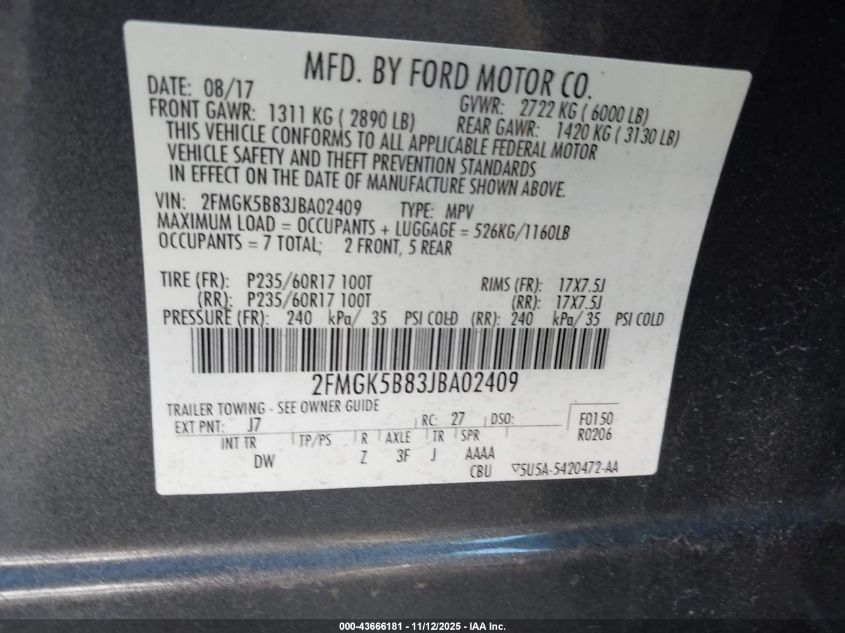 MFD. BY FORD MOTOR CO.
DATE: 08/17 GVWR: 2722 KG ( 6000 LB)
FRONT GAWR: 1311 KG ( 2890 LB) REAR GAWR: 1420 KG ( 3130 LB)
THIS VEHICLE CONFORMS TO ALL APPLICABLE FEDERAL MOTOR
VEHICLE SAFETY AND THEFT PREVENTION STANDARDS
IN EFFECT ON THE DATE OF MANUFACTURE SHOWN ABOVE.
VIN: 2FMGK5B83JBA02409 TYPE: MPV
MAXIMUM LOAD = OCCUPANTS + LUGGAGE = 526KG/1160LB
OCCUPANTS = 7 TOTAL; 2 FRONT, 5 REAR
TIRE (FR): P235/60R17 100T RIMS (FR): 17X7.5J
(RR): P235/60R17 100T (RR): 17X7.5J
PRESSURE (FR): 240 kPa/ 35 PSI COLD (RR): 240 kPa/ 35 PSI COLD
2FMGK5B83JBA02409
TRAILER TOWING - SEE OWNER GUIDE
EXT PNT: J7 RC: 27 DSO: F0150
R0206
INT TR TP/PS R AXLE TR SPR
DW Z 3F J AAAA
CBU ▽5U5A-5420472-AA
000-43666181 - 11/12/2025 - IAA Inc.